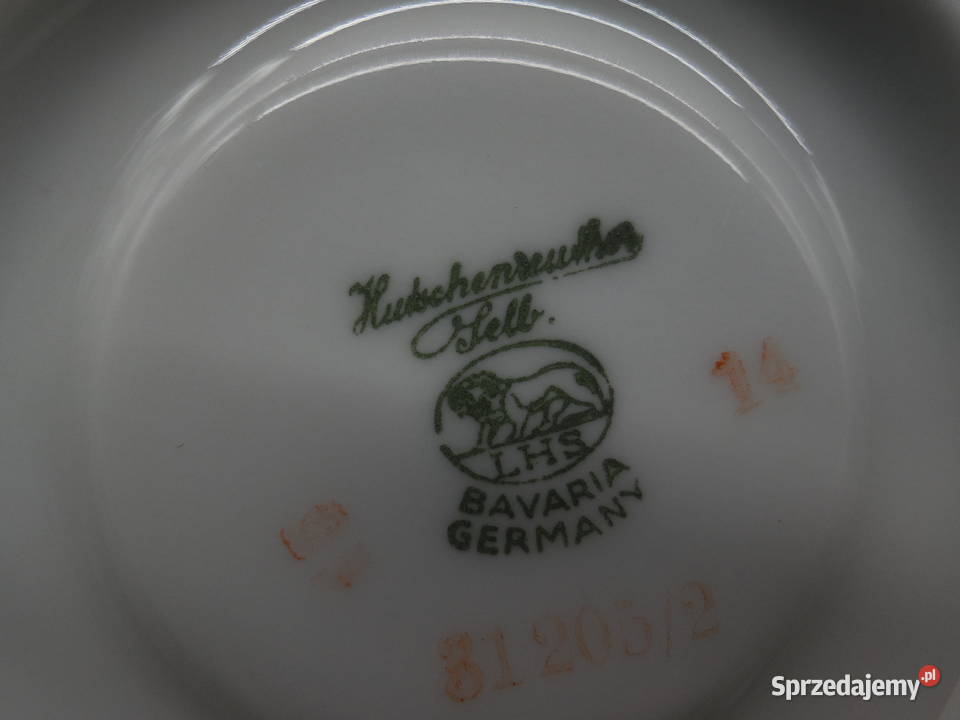 Hutschenreuther
Selb.
LHS
BAVARIA
GERMANY
14
31205/2
Sprzedajemy.pl